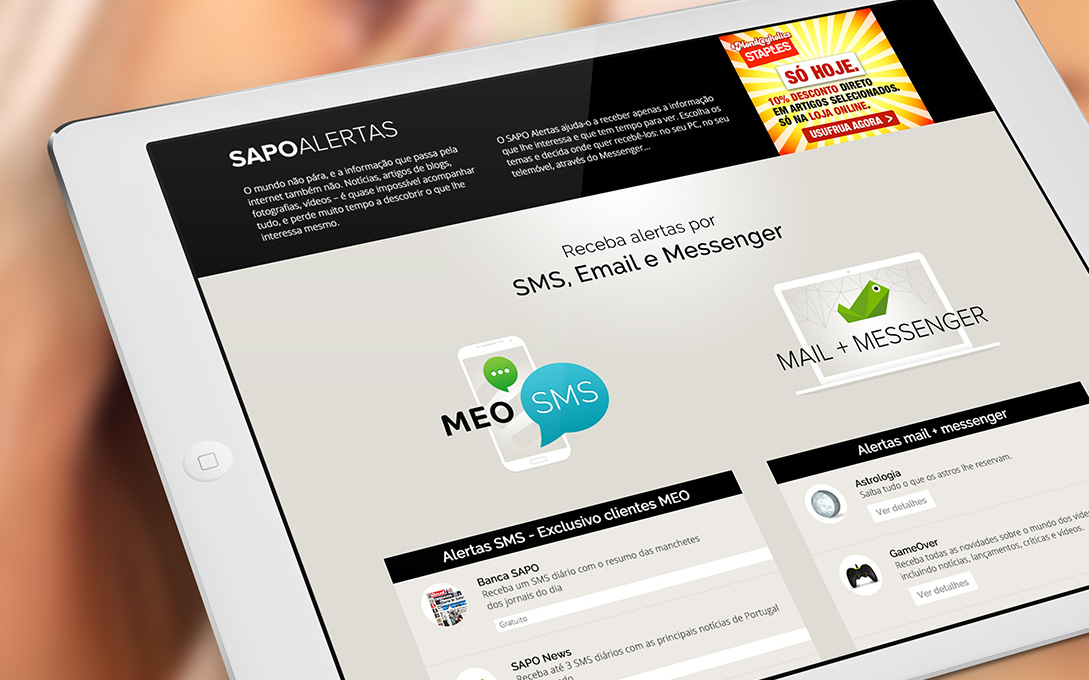 SAPOALERTAS
O mundo não pára, e a informação que passa pela
internet também não. Notícias, artigos de blogs,
fotografias, vídeos – é quase impossível acompanhar
tudo, e perde muito tempo a descobrir o que lhe
interessa mesmo.
O SAPO Alertas ajuda-o a receber apenas a informação
que lhe interessa e que tem tempo para ver. Escolha os
temas e decida onde quer recebê-los: no seu PC, no seu
telemóvel, através do Messenger...
STAPLES
SÓ HOJE.
10% DESCONTO DIRETO
EM ARTIGOS SELECIONADOS.
SÓ NA LOJA ONLINE.
USUFRUA AGORA >
Receba alertas por
SMS, Email e Messenger
MEO SMS
MAIL + MESSENGER
Alertas SMS - Exclusivo clientes MEO
Banca SAPO
Receba um SMS diário com o resumo das manchetes
dos jornais do dia
Gratuito
SAPO News
Receba até 3 SMS diários com as principais notícias de Portugal
Alertas mail + messenger
Astrologia
Saiba tudo o que os astros lhe reservam.
Ver detalhes
GameOver
Receba todas as novidades sobre o mundo dos
incluindo notícias, lançamentos, críticas e vídeos.
Ver detalhes